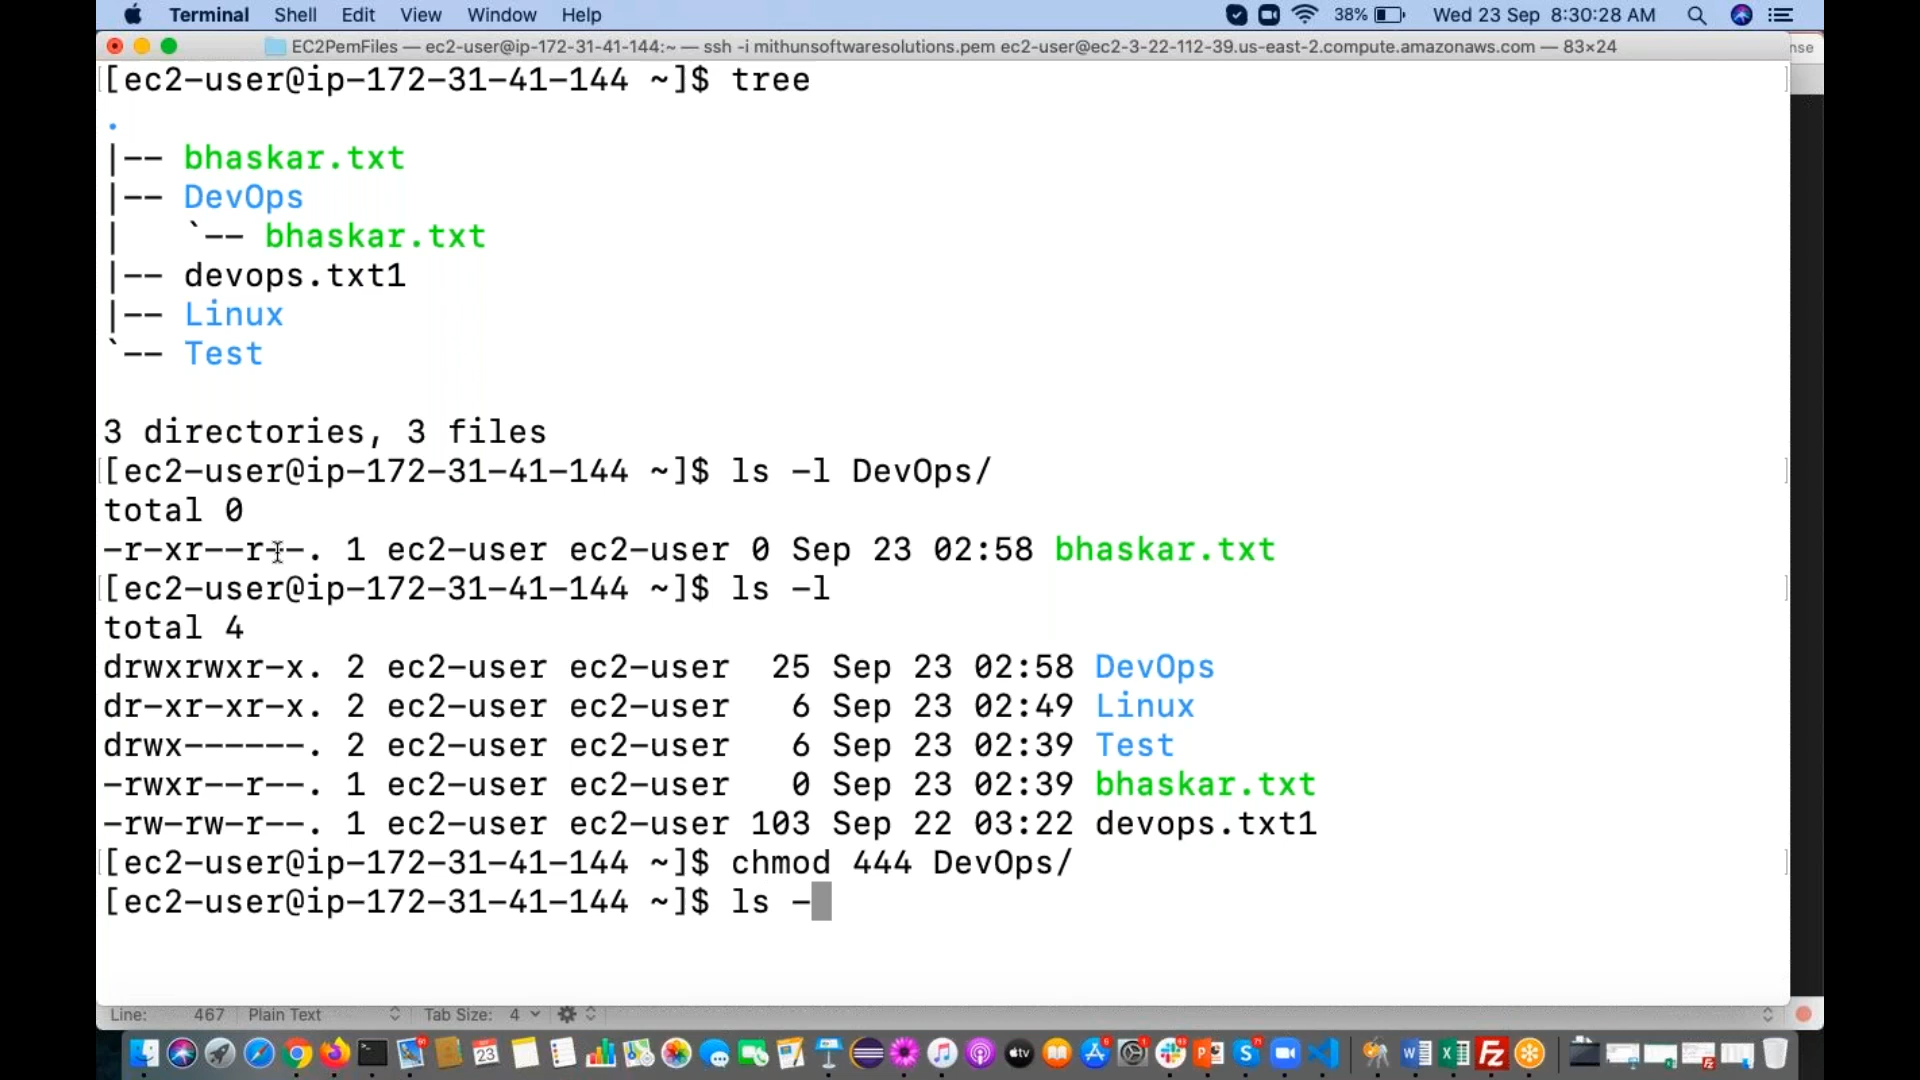 Terminal Shell Edit View Window Help 38% Wed 23 Sep 8:30:28 AM
EC2PemFiles — ec2-user@ip-172-31-41-144:~ — ssh -i mithunsoftwaresolutions.pem ec2-user@ec2-3-22-112-39.us-east-2.compute.amazonaws.com — 83×24
nse
[ec2-user@ip-172-31-41-144 ~]$ tree
.
|-- bhaskar.txt
|-- DevOps
|   `-- bhaskar.txt
|-- devops.txt1
|-- Linux
`-- Test
3 directories, 3 files
[ec2-user@ip-172-31-41-144 ~]$ ls -l DevOps/
total 0
-r-xr--r--. 1 ec2-user ec2-user 0 Sep 23 02:58 bhaskar.txt
[ec2-user@ip-172-31-41-144 ~]$ ls -l
total 4
drwxrwxr-x. 2 ec2-user ec2-user  25 Sep 23 02:58 DevOps
dr-xr-xr-x. 2 ec2-user ec2-user   6 Sep 23 02:49 Linux
drwx------. 2 ec2-user ec2-user   6 Sep 23 02:39 Test
-rwxr--r--. 1 ec2-user ec2-user   0 Sep 23 02:39 bhaskar.txt
-rw-rw-r--. 1 ec2-user ec2-user 103 Sep 22 03:22 devops.txt1
[ec2-user@ip-172-31-41-144 ~]$ chmod 444 DevOps/
[ec2-user@ip-172-31-41-144 ~]$ ls -
Line: 467 Plain Text Tab Size: 4